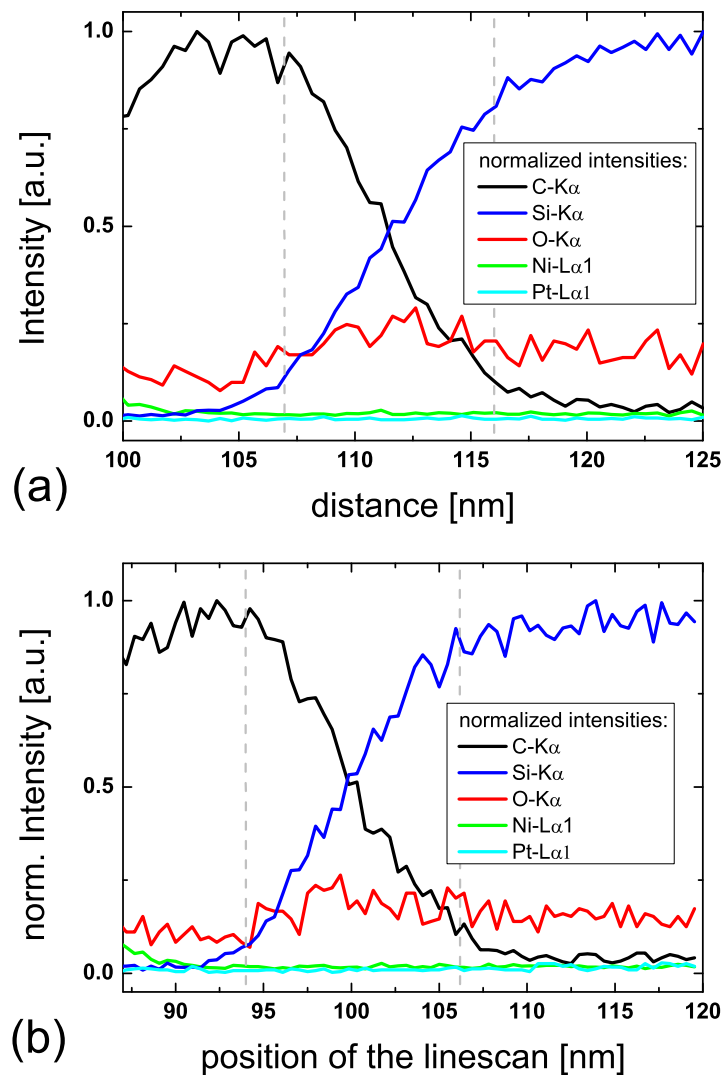 1.0
0.5
0.0
Intensity [a.u.]
normalized intensities:
C-Kα
Si-Kα
O-Kα
Ni-Lα1
Pt-Lα1
100 105 110 115 120 125
distance [nm]
(a)
1.0
0.5
0.0
norm. Intensity [a.u.]
normalized intensities:
C-Kα
Si-Kα
O-Kα
Ni-Lα1
Pt-Lα1
90 95 100 105 110 115 120
position of the linescan [nm]
(b)